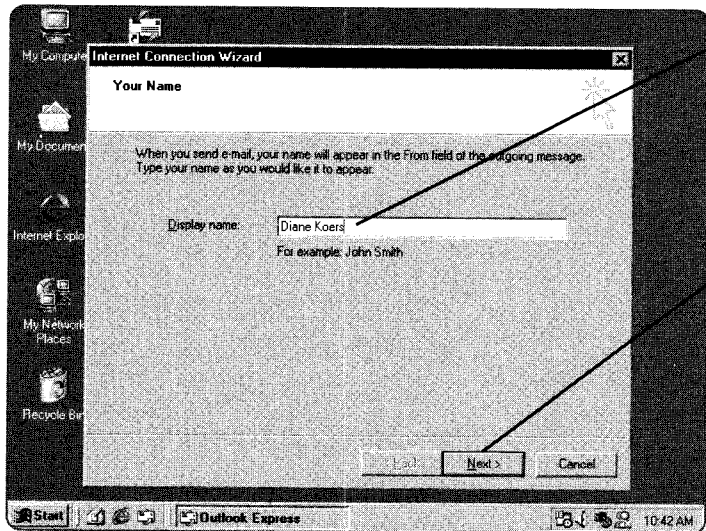 My Compute
Internet Connection Wizard
Your Name
My Documen
When you send e-mail, your name will appear in the From field of the outgoing message.
Type your name as you would like it to appear.
Display name:
Diane Koers
For example: John Smith
Internet Explo
My Network
Places
Recycle Bin
< Back
Next >
Cancel
Start
Outlook Express
10:42 AM